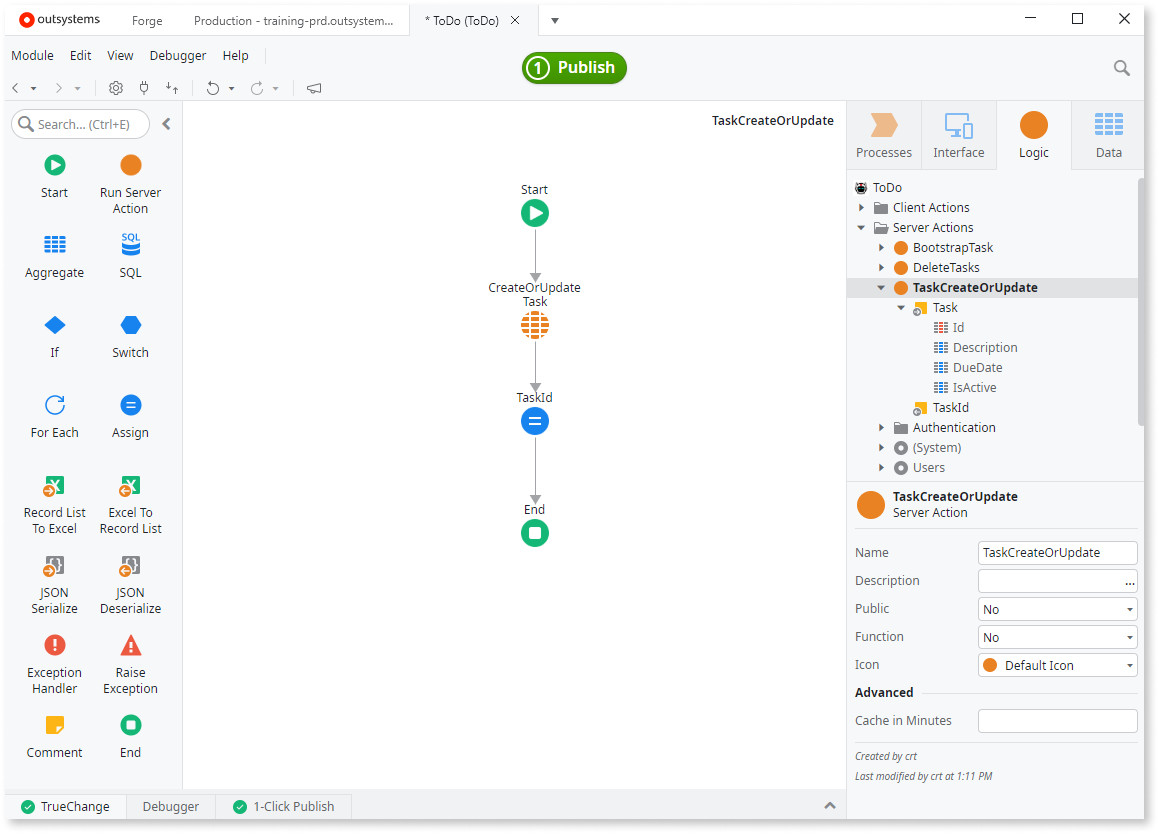 outsystems
Forge
Production - training-prd.outsystem...
* ToDo (ToDo)
Module Edit View Debugger Help
1 Publish
Search... (Ctrl+E)
Start
Run Server
Action
Aggregate
SQL
SQL
If
Switch
For Each
Assign
Record List
To Excel
Excel To
Record List
JSON
Serialize
JSON
Deserialize
Exception
Handler
Raise
Exception
Comment
End
TaskCreateOrUpdate
Start
CreateOrUpdate
Task
TaskId
End
Processes
Interface
Logic
Data
ToDo
Client Actions
Server Actions
BootstrapTask
DeleteTasks
TaskCreateOrUpdate
Task
Id
Description
DueDate
IsActive
TaskId
Authentication
(System)
Users
TaskCreateOrUpdate
Server Action
Name TaskCreateOrUpdate
Description ...
Public No
Function No
Icon Default Icon
Advanced
Cache in Minutes
Created by crt
Last modified by crt at 1:11 PM
TrueChange
Debugger
1-Click Publish